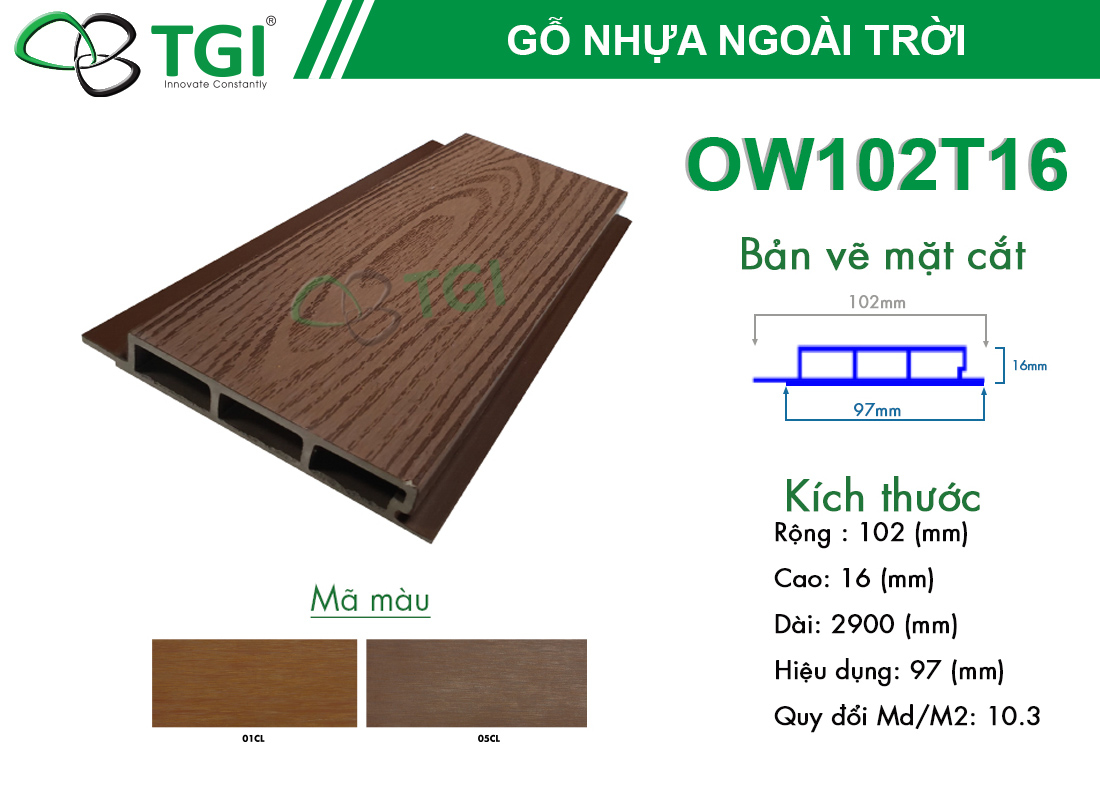 TGI®
Innovate Constantly
GỖ NHỰA NGOÀI TRỜI
OW102T16
Bản vẽ mặt cắt
102mm
16mm
97mm
TGI
Kích thước
Rộng : 102 (mm)
Cao: 16 (mm)
Dài: 2900 (mm)
Hiệu dụng: 97 (mm)
Quy đổi Md/M2: 10.3
Mã màu
01CL
05CL